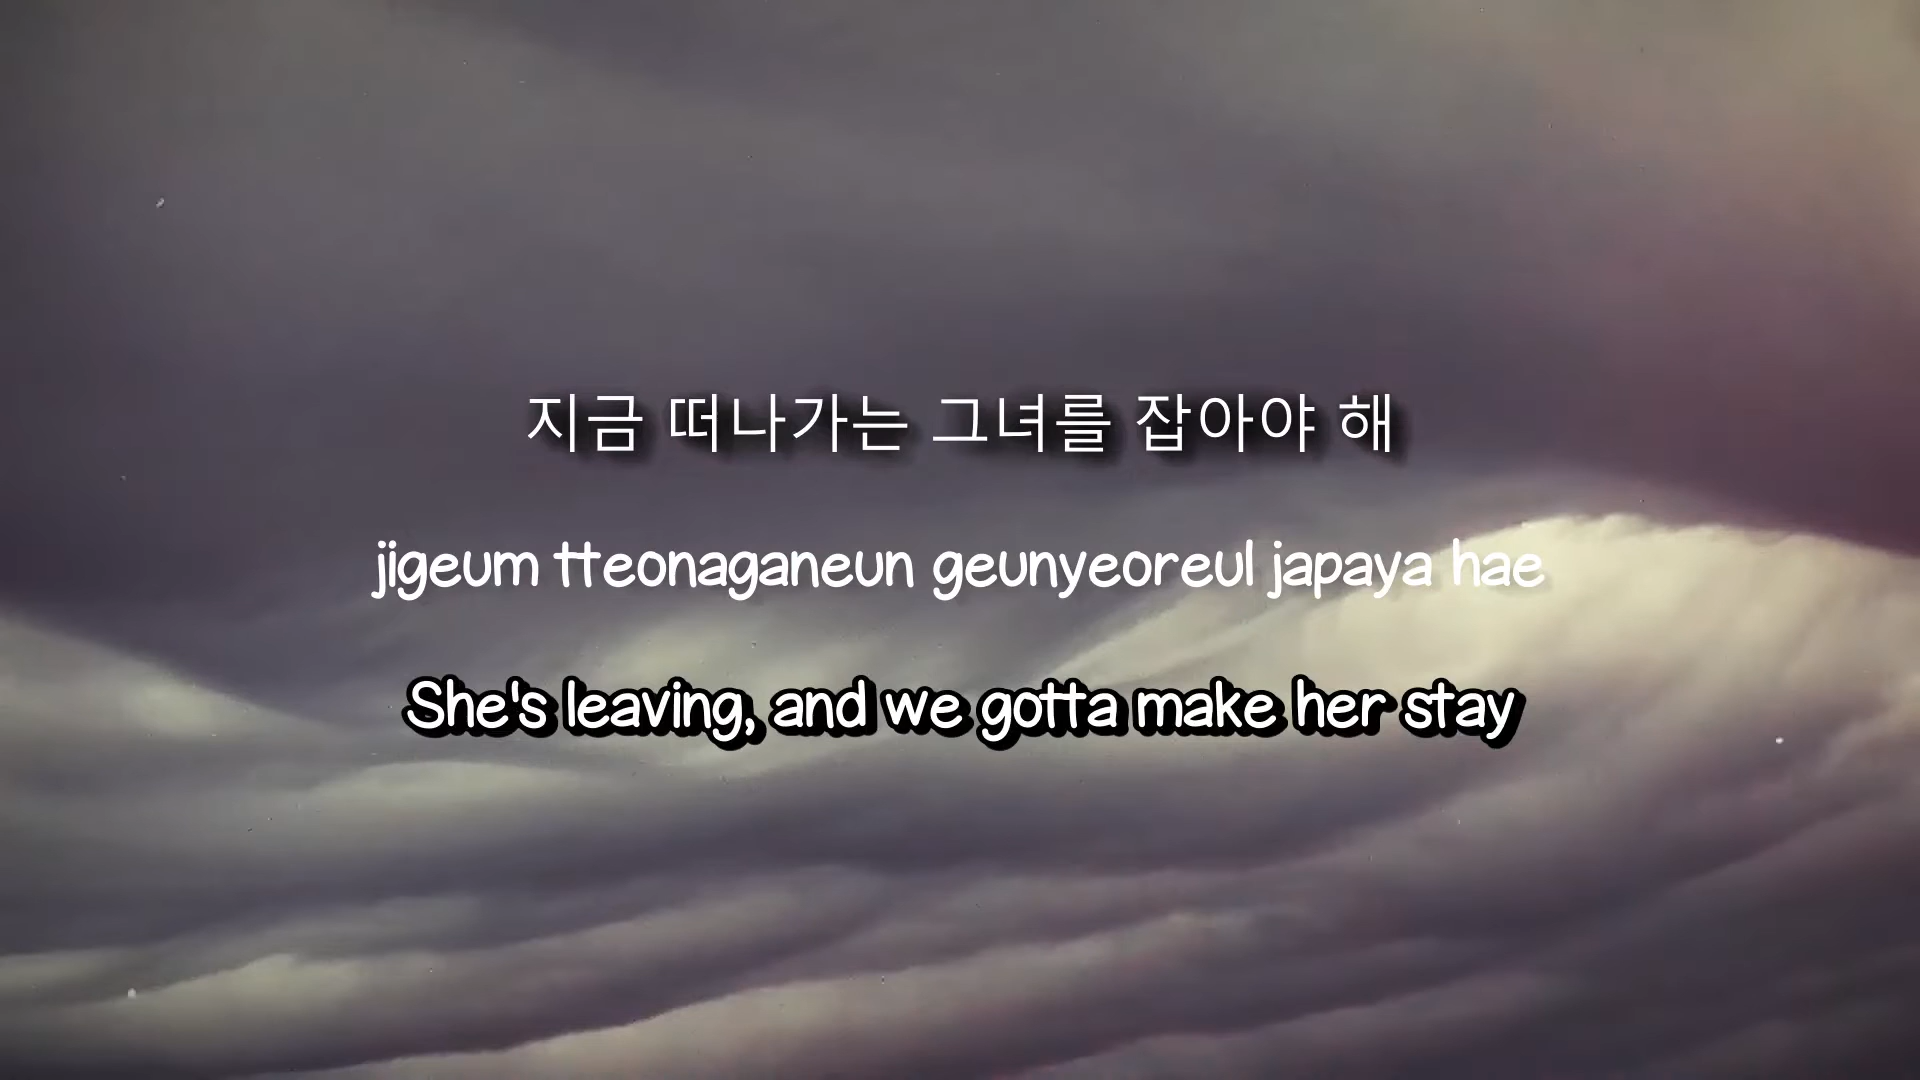 지금 떠나가는 그녀를 잡아야 해
jigeum tteonaganeun geunyeoreul japaya hae
She's leaving, and we gotta make her stay